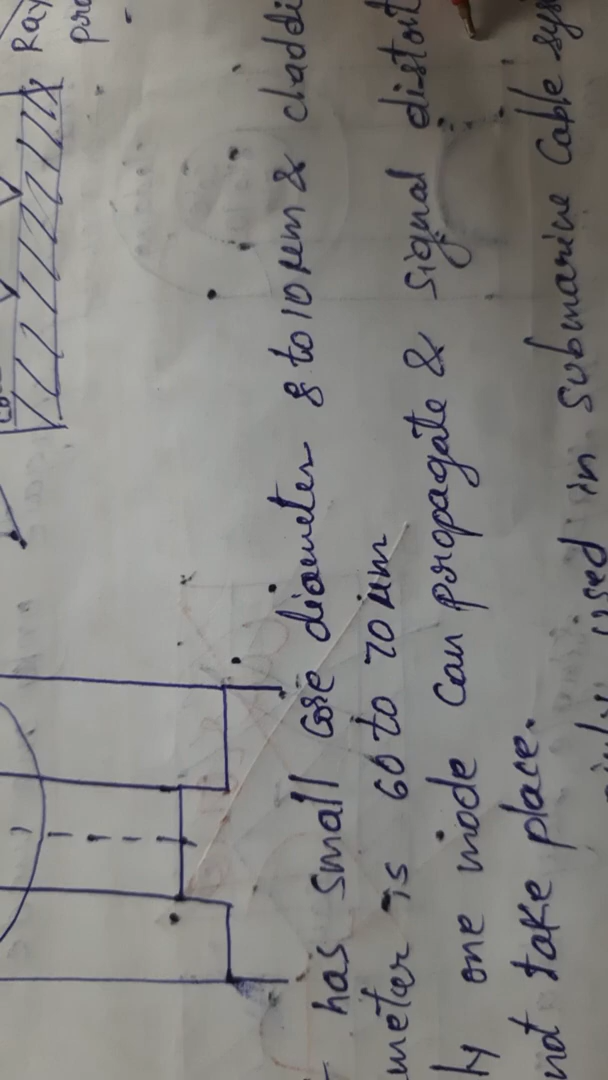 Ray
has small core diameter 8 to 10 μm & claddi
meter is 60 to 70 μm
ly one mode can propagate & signal distort
not take place.
used in submarine cable sys